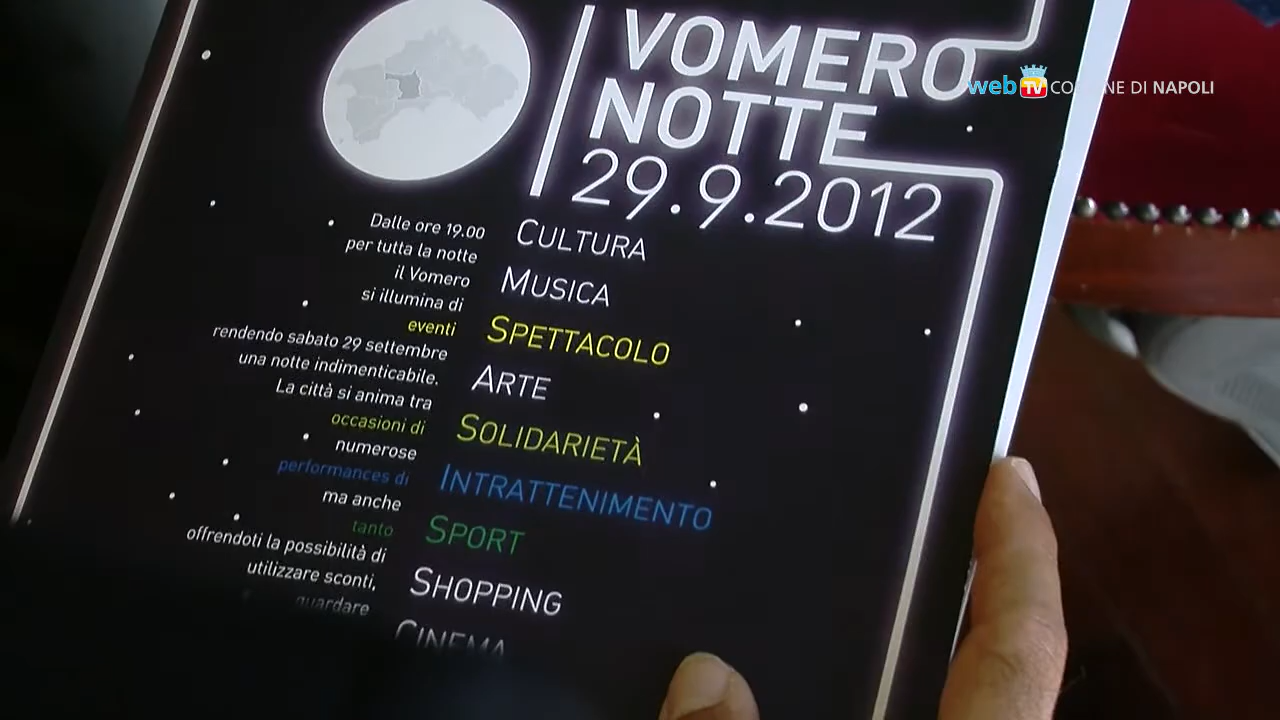 VOMERO
NOTTE
29.9.2012
web TV COMUNE DI NAPOLI
Dalle ore 19.00
per tutta la notte
il Vomero
si illumina di
eventi
rendendo sabato 29 settembre
una notte indimenticabile.
La città si anima tra
occasioni di
numerose
performances di
ma anche
tanto
offrendoti la possibilità di
utilizzare sconti,
guardare
CULTURA
MUSICA
SPETTACOLO
ARTE
SOLIDARIETÀ
INTRATTENIMENTO
SPORT
SHOPPING
CINEMA